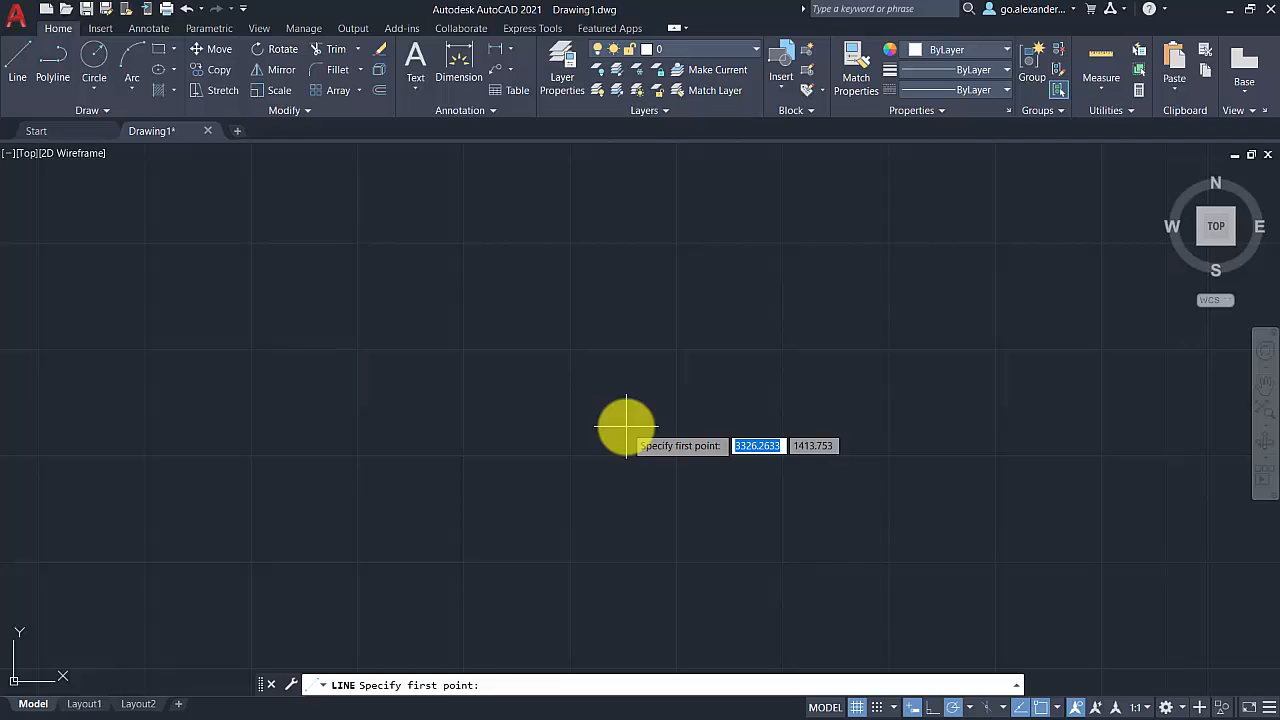 Autodesk AutoCAD 2021 Drawing1.dwg
Type a keyword or phrase
go.alexander...
Home Insert Annotate Parametric View Manage Output Add-ins Collaborate Express Tools Featured Apps
Line Polyline Circle Arc
Move Rotate Trim
Copy Mirror Fillet
Stretch Scale Array
Text Dimension Table
Layer Properties
0
Make Current
Match Layer
Insert
Match Properties
ByLayer
ByLayer
ByLayer
Group
Measure
Paste
Base
Draw Modify Annotation Layers Block Properties Groups Utilities Clipboard View
Start Drawing1*
[−][Top][2D Wireframe]
N
W TOP E
S
WCS
Specify first point: 3326.2633 1413.753
Y
X
LINE Specify first point:
Model Layout1 Layout2
MODEL 1:1